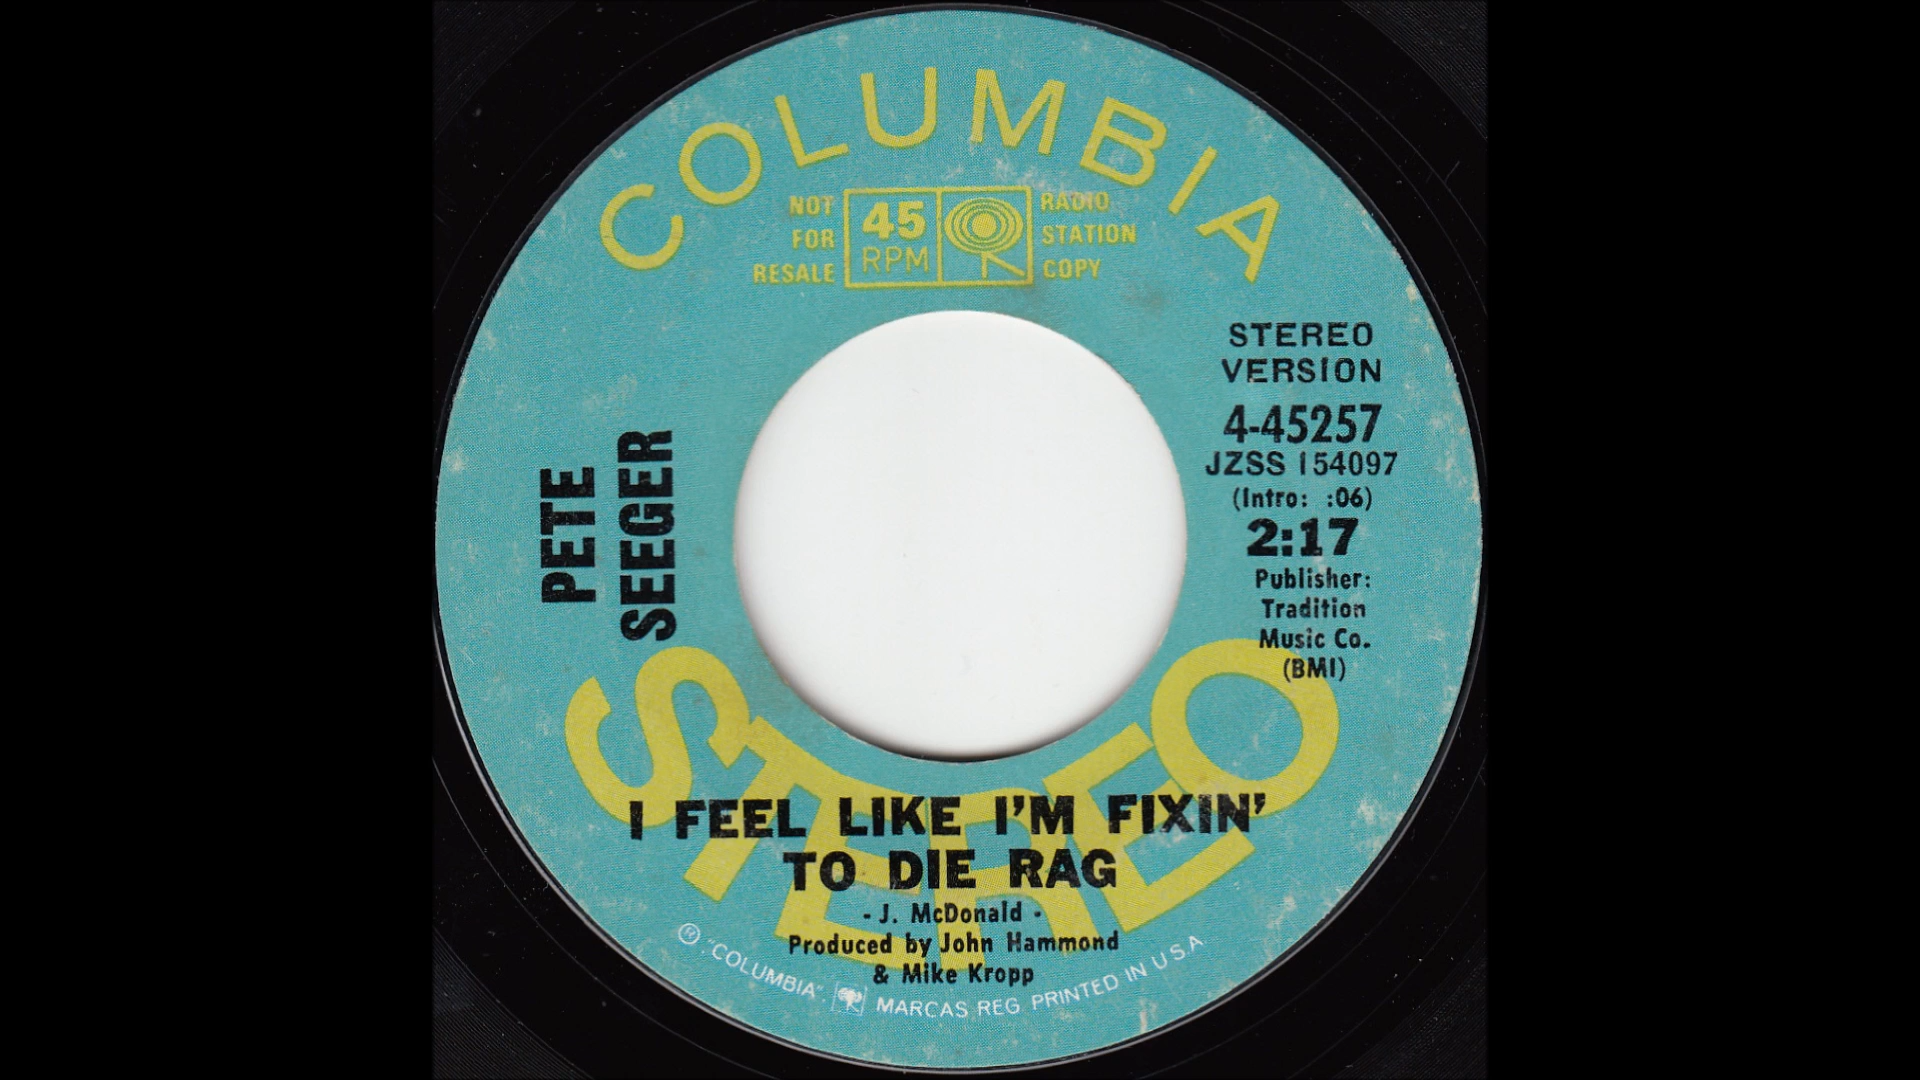 COLUMBIA
NOT
FOR
RESALE
45
RPM
RADIO
STATION
COPY
STEREO
VERSION
4-45257
JZSS 154097
(Intro: :06)
2:17
Publisher:
Tradition
Music Co.
(BMI)
PETE
SEEGER
STEREO
I FEEL LIKE I'M FIXIN'
TO DIE RAG
- J. McDonald -
Produced by John Hammond
& Mike Kropp
® "COLUMBIA", MARCAS REG PRINTED IN U.S.A.